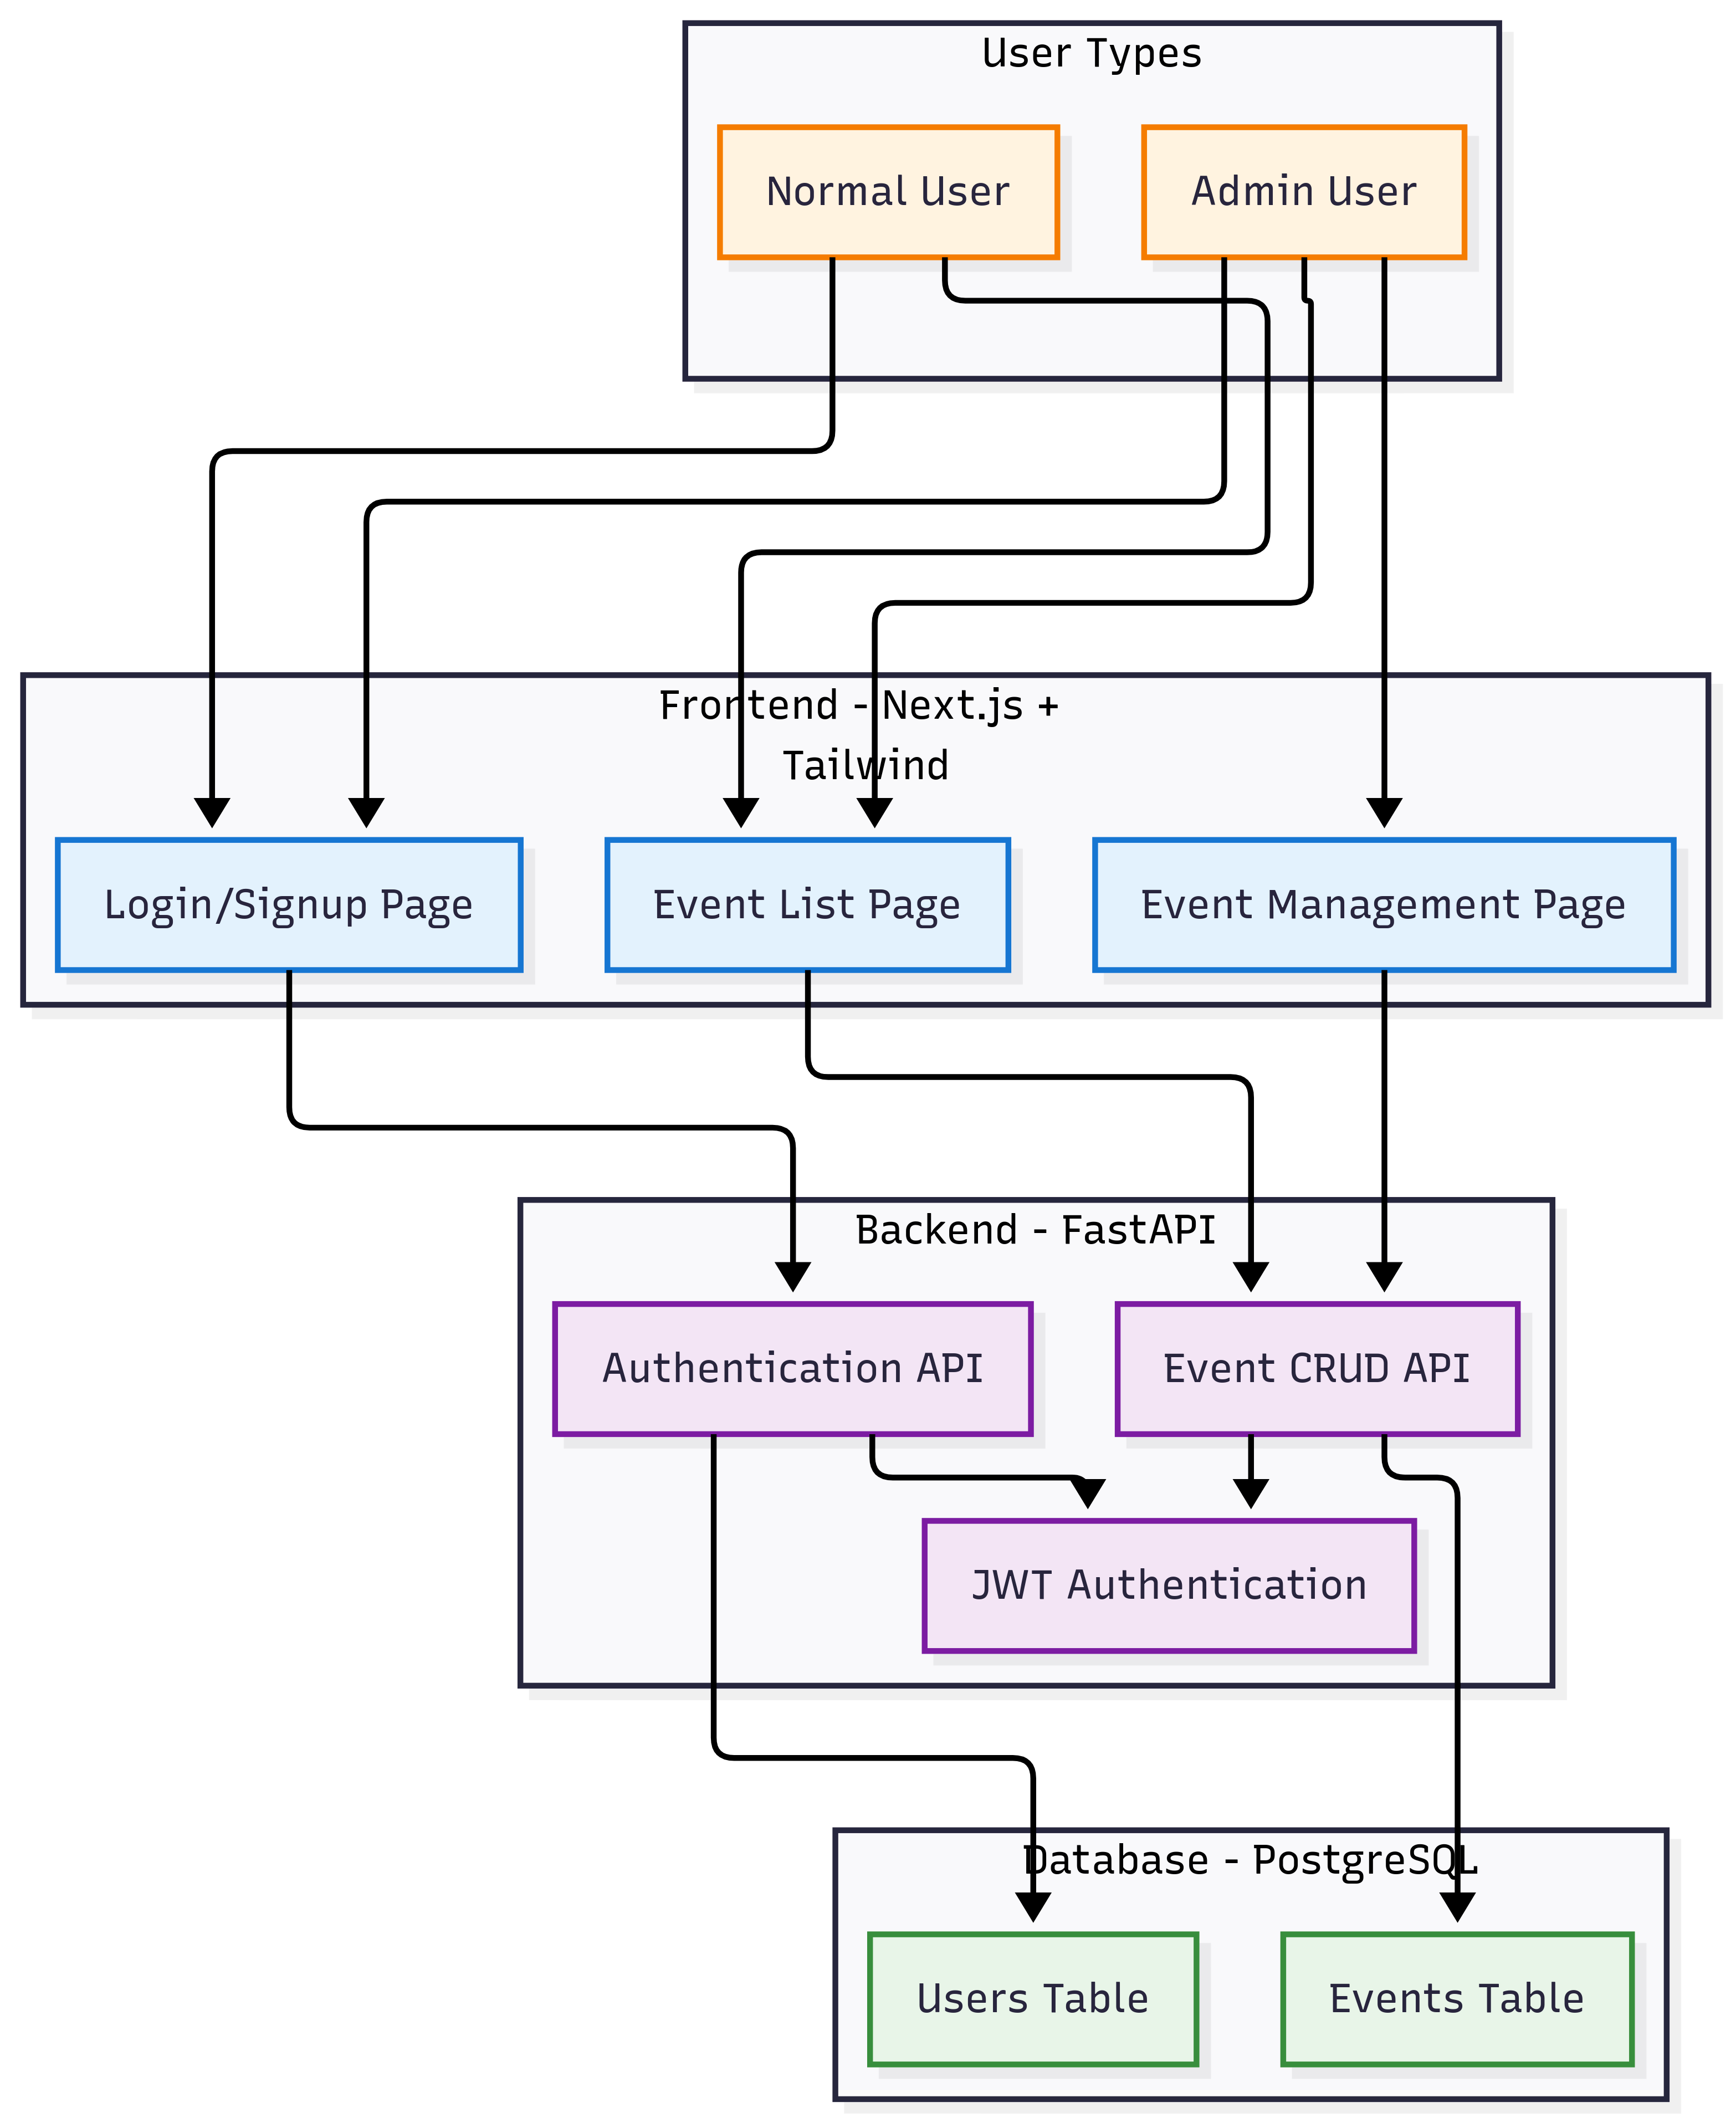 User Types
Normal User
Admin User
Frontend - Next.js +
Tailwind
Login/Signup Page
Event List Page
Event Management Page
Backend - FastAPI
Authentication API
Event CRUD API
JWT Authentication
Database - PostgreSQL
Users Table
Events Table